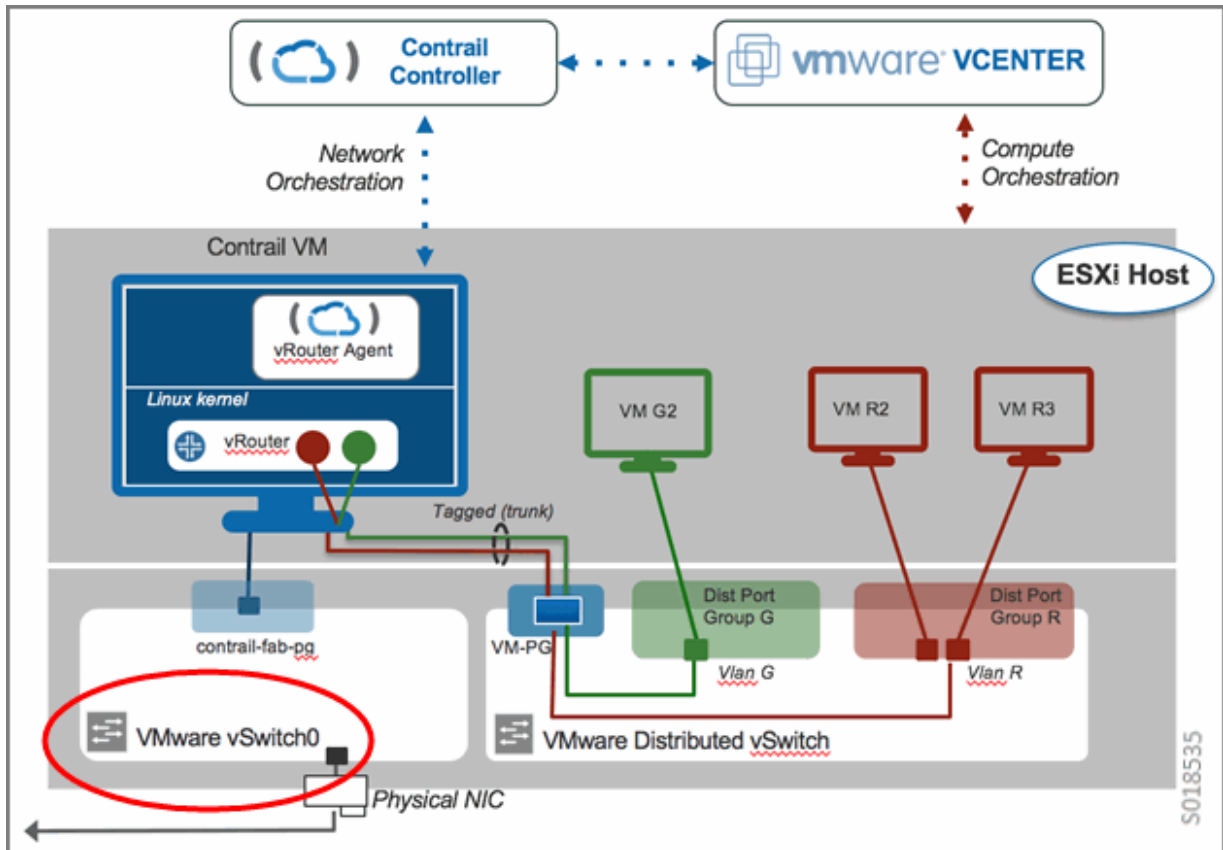 Contrail
Controller
vmware® VCENTER
Network
Orchestration
Compute
Orchestration
Contrail VM
ESXi Host
vRouter Agent
Linux kernel
vRouter
VM G2
VM R2
VM R3
Tagged (trunk)
Dist Port
Group G
Dist Port
Group R
contrail-fab-pg
VM-PG
Vlan G
Vlan R
VMware vSwitch0
VMware Distributed vSwitch
Physical NIC
S018535